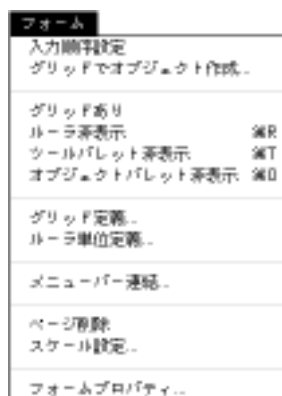 フォーム
入力順序設定
グリッドでオブジェクト作成...
グリッドあり
ルーラ非表示 ⌘R
ツールパレット非表示 ⌘T
オブジェクトパレット非表示 ⌘O
グリッド定義...
ルーラ単位定義...
メニューバー連結...
ページ削除
スケール設定...
フォームプロパティ...